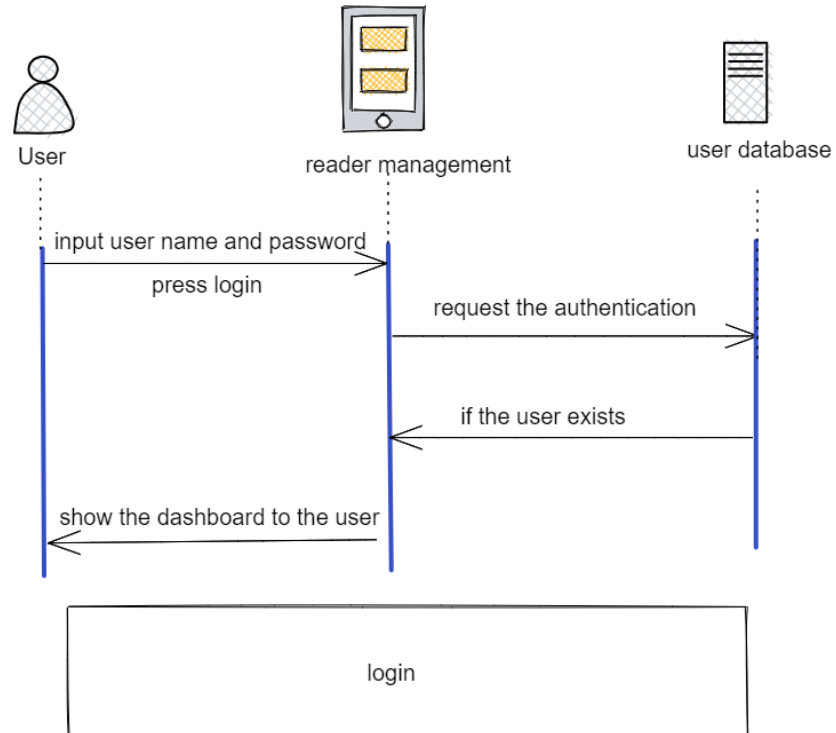 User
reader management
user database
input user name and password
press login
request the authentication
if the user exists
show the dashboard to the user
login